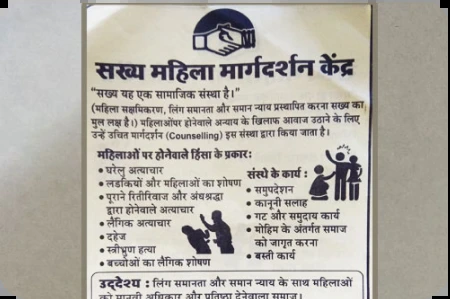 सख्य महिला मार्गदर्शन केंद्र
“सख्य यह एक सामाजिक संस्था है।”
(महिला सक्षमिकरण, लिंग समानता और समान न्याय प्रस्थापित करना सख्य का
मुल लक्ष है।) महिलाओंपर होनेवाले अन्याय के खिलाफ आवाज उठाने के लिए
उन्हें उचित मार्गदर्शन (Counselling) इस संस्था द्वारा किया जाता है।
महिलाओं पर होनेवाले हिंसा के प्रकार:
• घरेलु अत्याचार
• लडकियों और महिलाओं का शोषण
• पूराने रितीरिवाज और अंधश्रद्धा
द्वारा होनेवाले अत्याचार
• लैंगिक अत्याचार
• दहेज
• स्त्रीभ्रुण हत्या
• बच्चोओं का लैंगिक शोषण
संस्थे के कार्य :
• समुपदेशन
• कानूनी सलाह
• गट और समुदाय कार्य
• मोहिम के अंतर्गत समाज
को जागृत करना
• बस्ती कार्य
उद्देश्य : लिंग समानता और समान न्याय के साथ महिलाओं
को मानवी अधिकार और प्रतिष्ठा देनेवाला समाज।